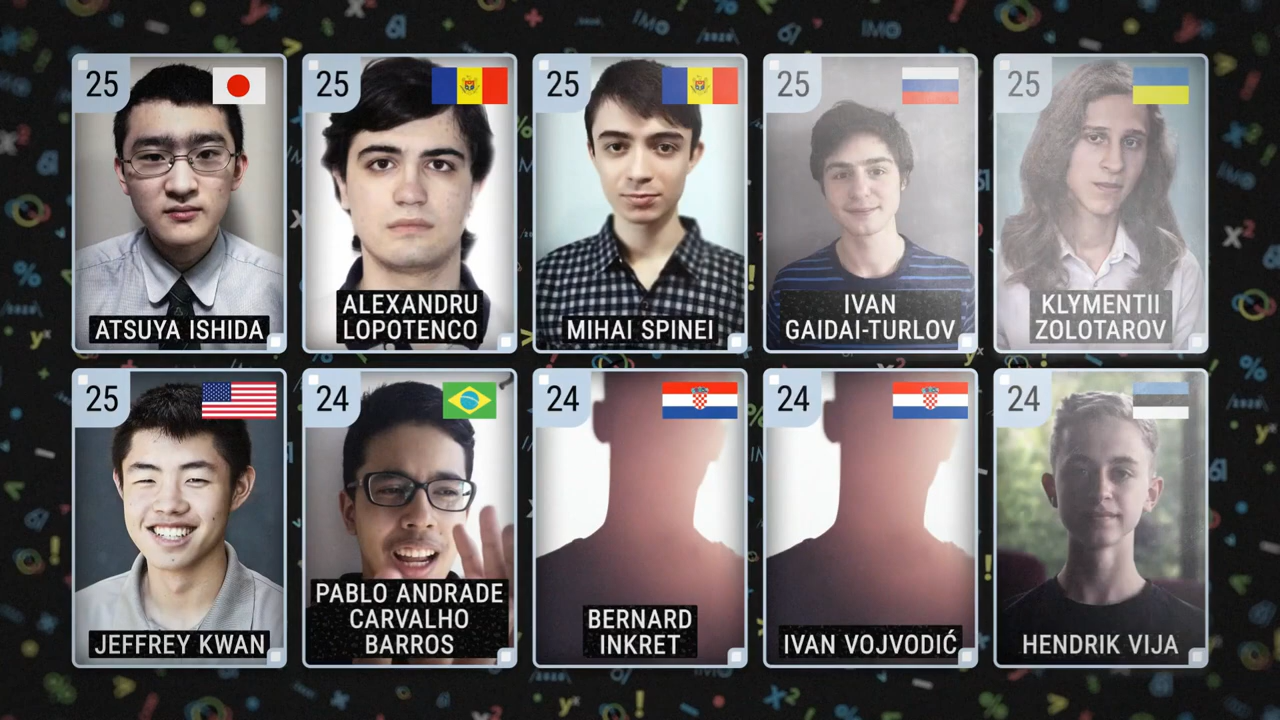 25
ATSUYA ISHIDA
25
ALEXANDRU
LOPOTENCO
25
MIHAI SPINEI
25
IVAN
GAIDAI-TURLOV
25
KLYMENTII
ZOLOTAROV
25
JEFFREY KWAN
24
PABLO ANDRADE
CARVALHO
BARROS
24
BERNARD
INKRET
24
IVAN VOJVODIĆ
24
HENDRIK VIJA